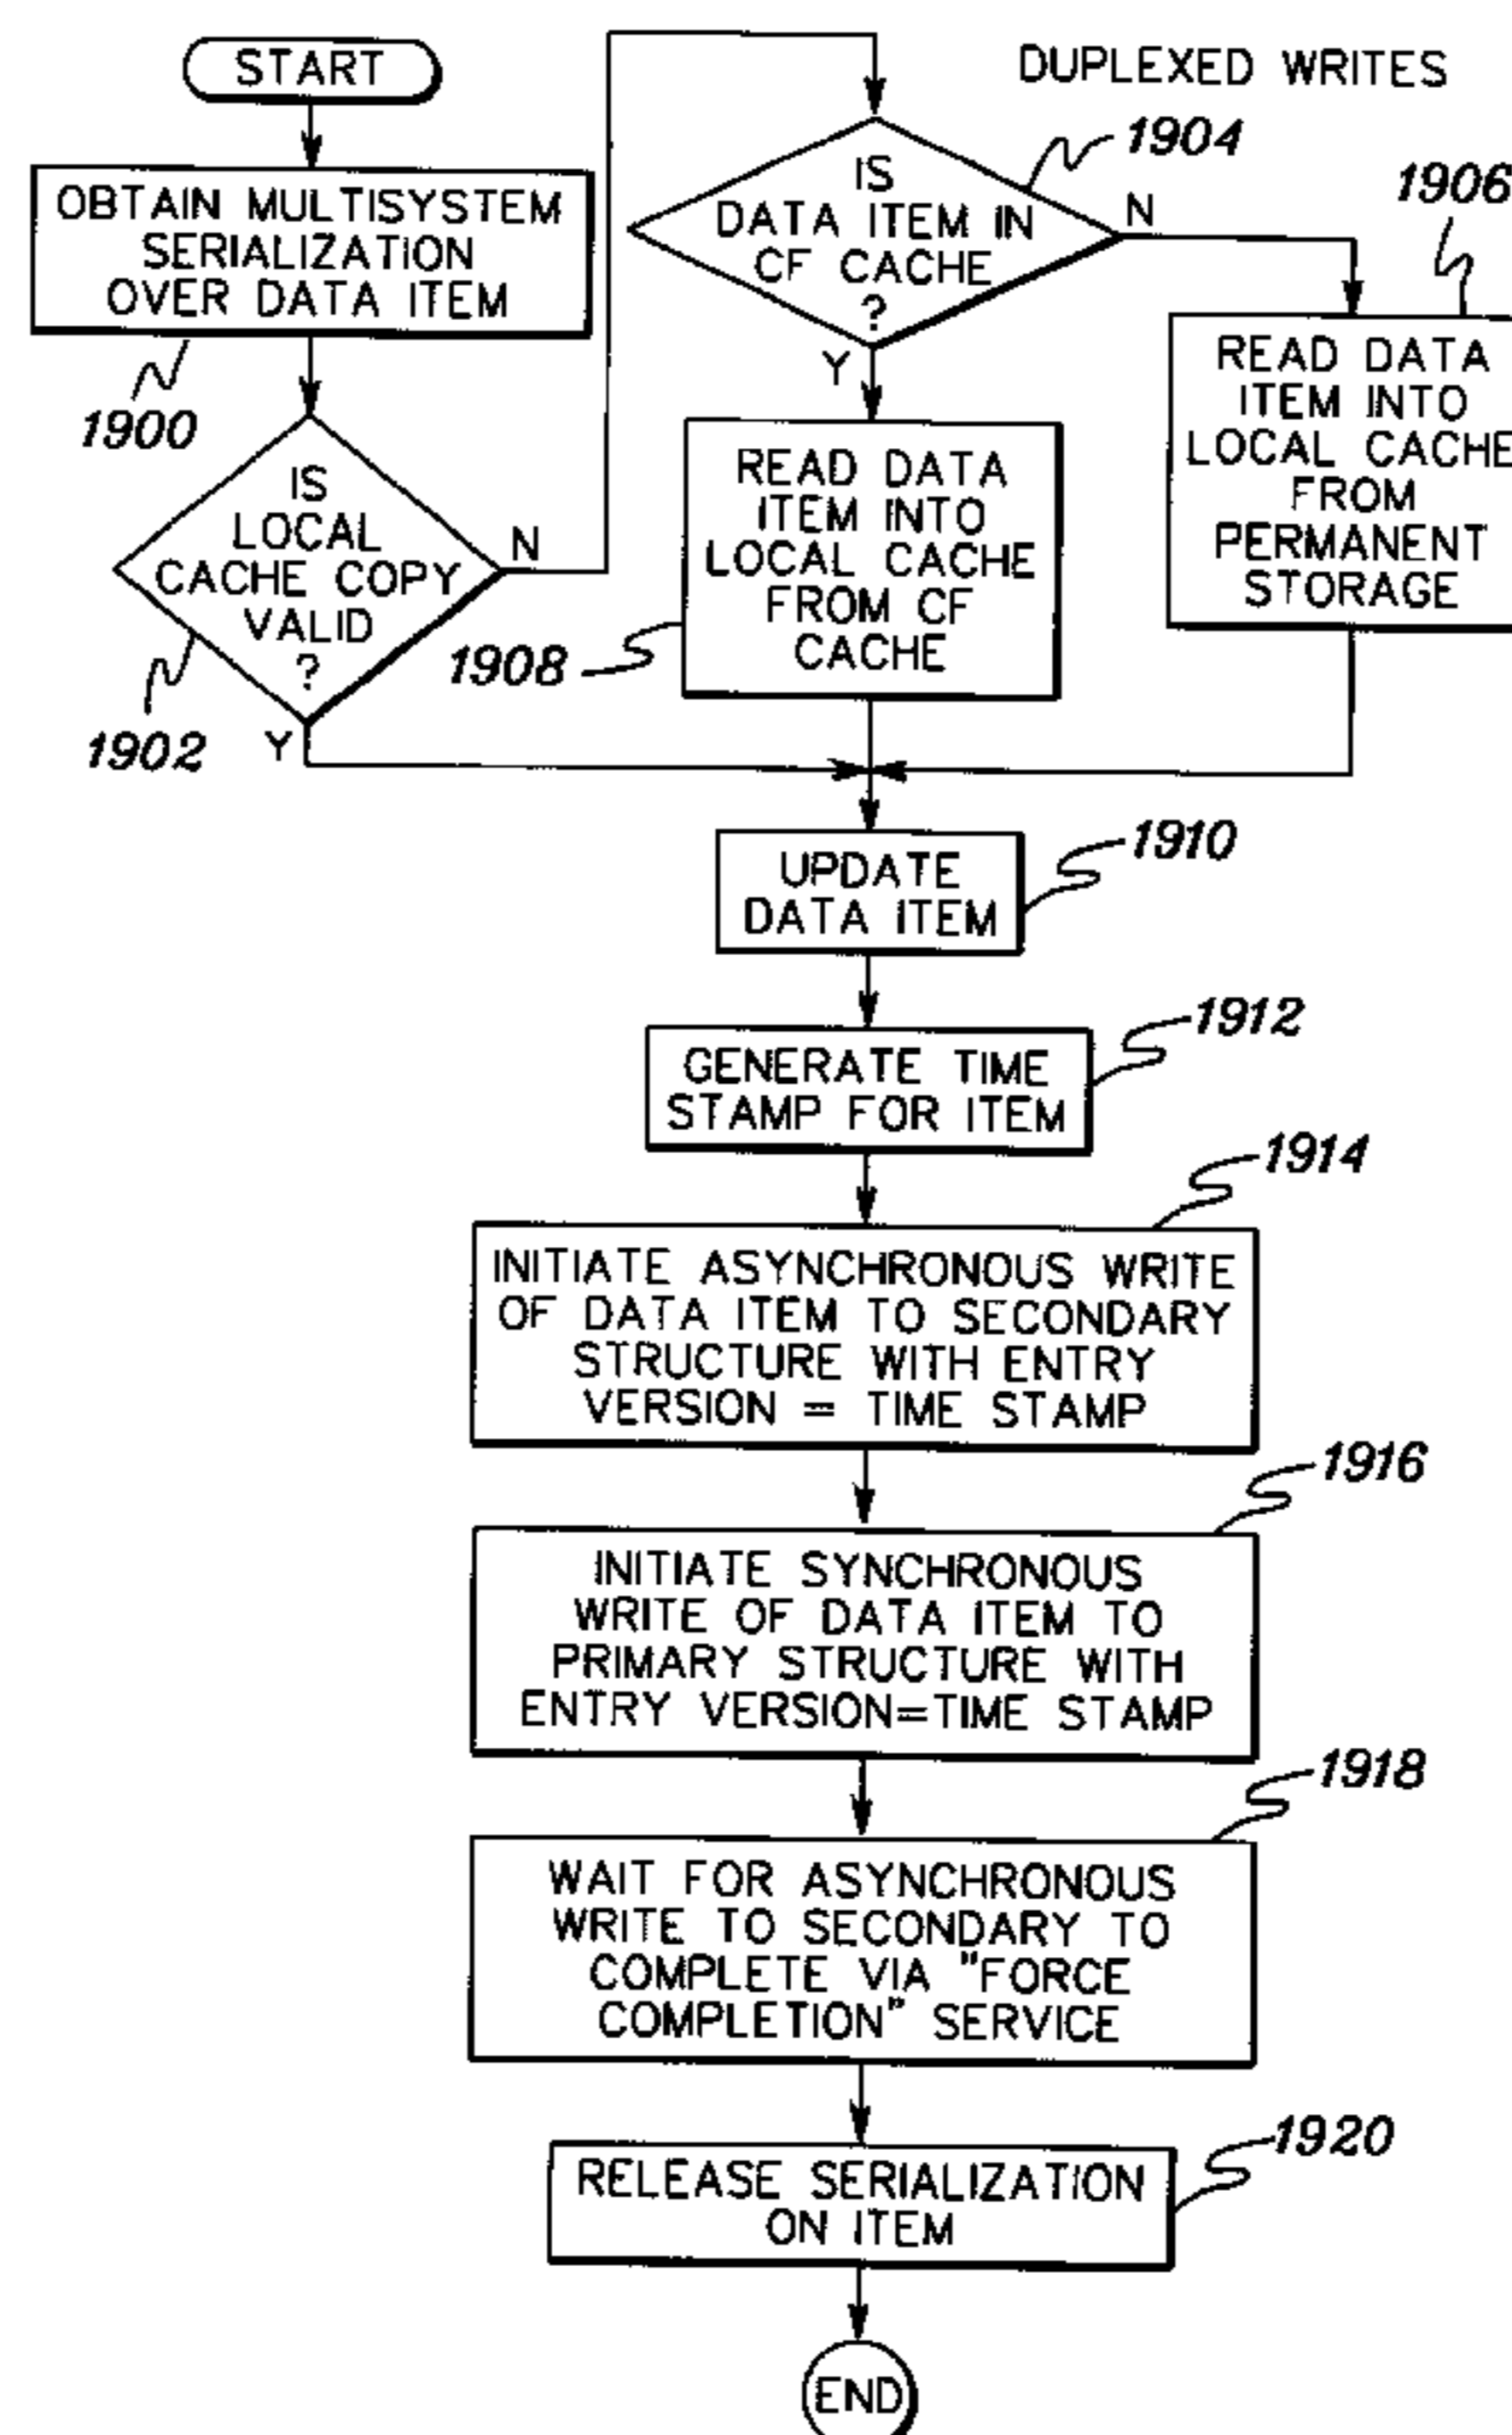 START
OBTAIN MULTISYSTEM
SERIALIZATION
OVER DATA ITEM
1900
IS
LOCAL
CACHE COPY
VALID
?
N
Y
1902
DUPLEXED WRITES
1904
IS
DATA ITEM IN
CF CACHE
?
N
Y
1906
READ DATA
ITEM INTO
LOCAL CACHE
FROM
PERMANENT
STORAGE
READ DATA
ITEM INTO
LOCAL CACHE
FROM CF
CACHE
1908
UPDATE
DATA ITEM
1910
GENERATE TIME
STAMP FOR ITEM
1912
1914
INITIATE ASYNCHRONOUS WRITE
OF DATA ITEM TO SECONDARY
STRUCTURE WITH ENTRY
VERSION = TIME STAMP
1916
INITIATE SYNCHRONOUS
WRITE OF DATA ITEM TO
PRIMARY STRUCTURE WITH
ENTRY VERSION=TIME STAMP
1918
WAIT FOR ASYNCHRONOUS
WRITE TO SECONDARY TO
COMPLETE VIA "FORCE
COMPLETION" SERVICE
1920
RELEASE SERIALIZATION
ON ITEM
END